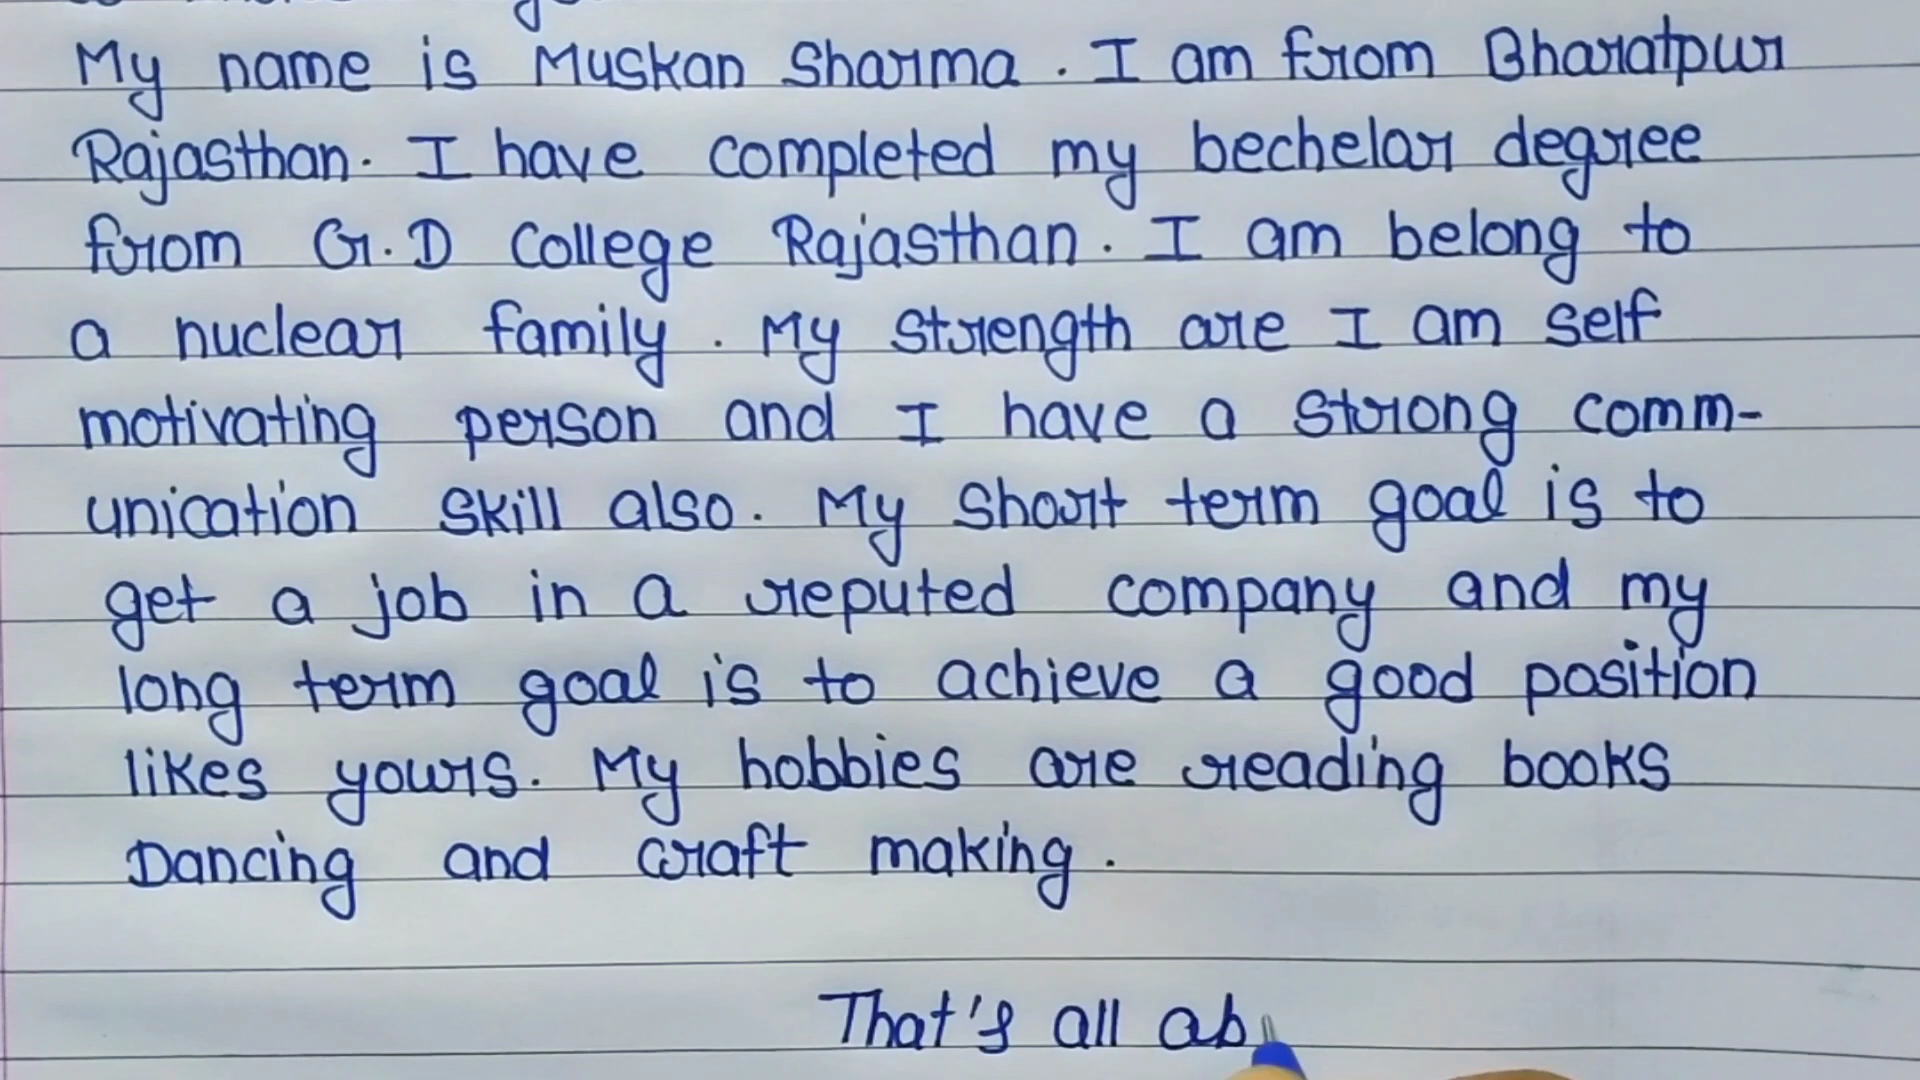 My name is Muskan Sharma . I am from Bharatpur
Rajasthan. I have completed my bechelar degree
from G.D College Rajasthan. I am belong to
a nuclear family . My Strength are I am self
motivating person and I have a strong comm-
unication skill also. My Short term goal is to
get a job in a reputed company and my
long term goal is to achieve a good position
likes yours. My hobbies are reading books
Dancing and craft making .
That's all ab